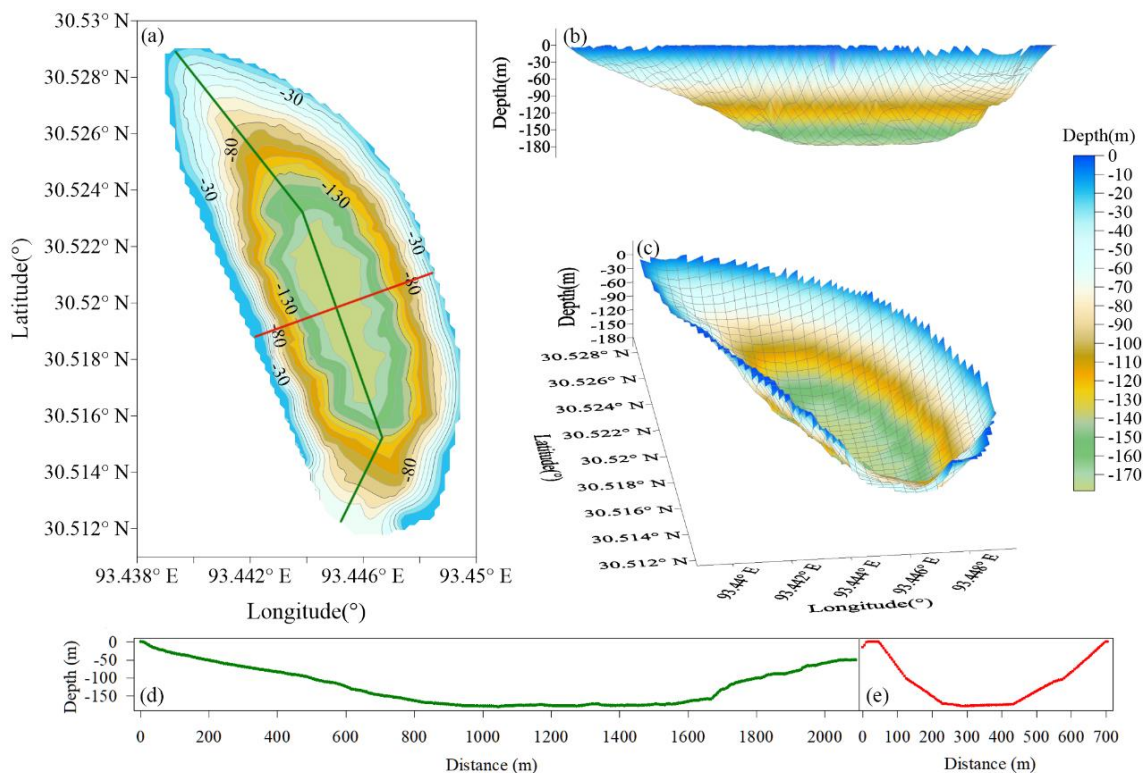 (a)
30.53° N
30.528° N
30.526° N
30.524° N
30.522° N
30.52° N
30.518° N
30.516° N
30.514° N
30.512° N
Latitude(°)
-30
-80
-30
-130
-30
-80
-130
-80
-30
-80
93.438° E
93.442° E
93.446° E
93.45° E
Longitude(°)
(b)
Depth(m)
0
-30
-60
-90
-120
-150
-180
Depth(m)
0
-10
-20
-30
-40
-50
-60
-70
-80
-90
-100
-110
-120
-130
-140
-150
-160
-170
(c)
Depth(m)
0
-30
-60
-90
-120
-150
-180
30.528° N
30.526° N
30.524° N
30.522° N
30.52° N
30.518° N
30.516° N
30.514° N
30.512° N
Latitude(°)
93.44° E
93.442° E
93.444° E
93.446° E
93.448° E
Longitude(°)
Depth (m)
0
-50
-100
-150
(d)
0
200
400
600
800
1000
1200
1400
1600
1800
2000
Distance (m)
(e)
0
100
200
300
400
500
600
700
Distance (m)